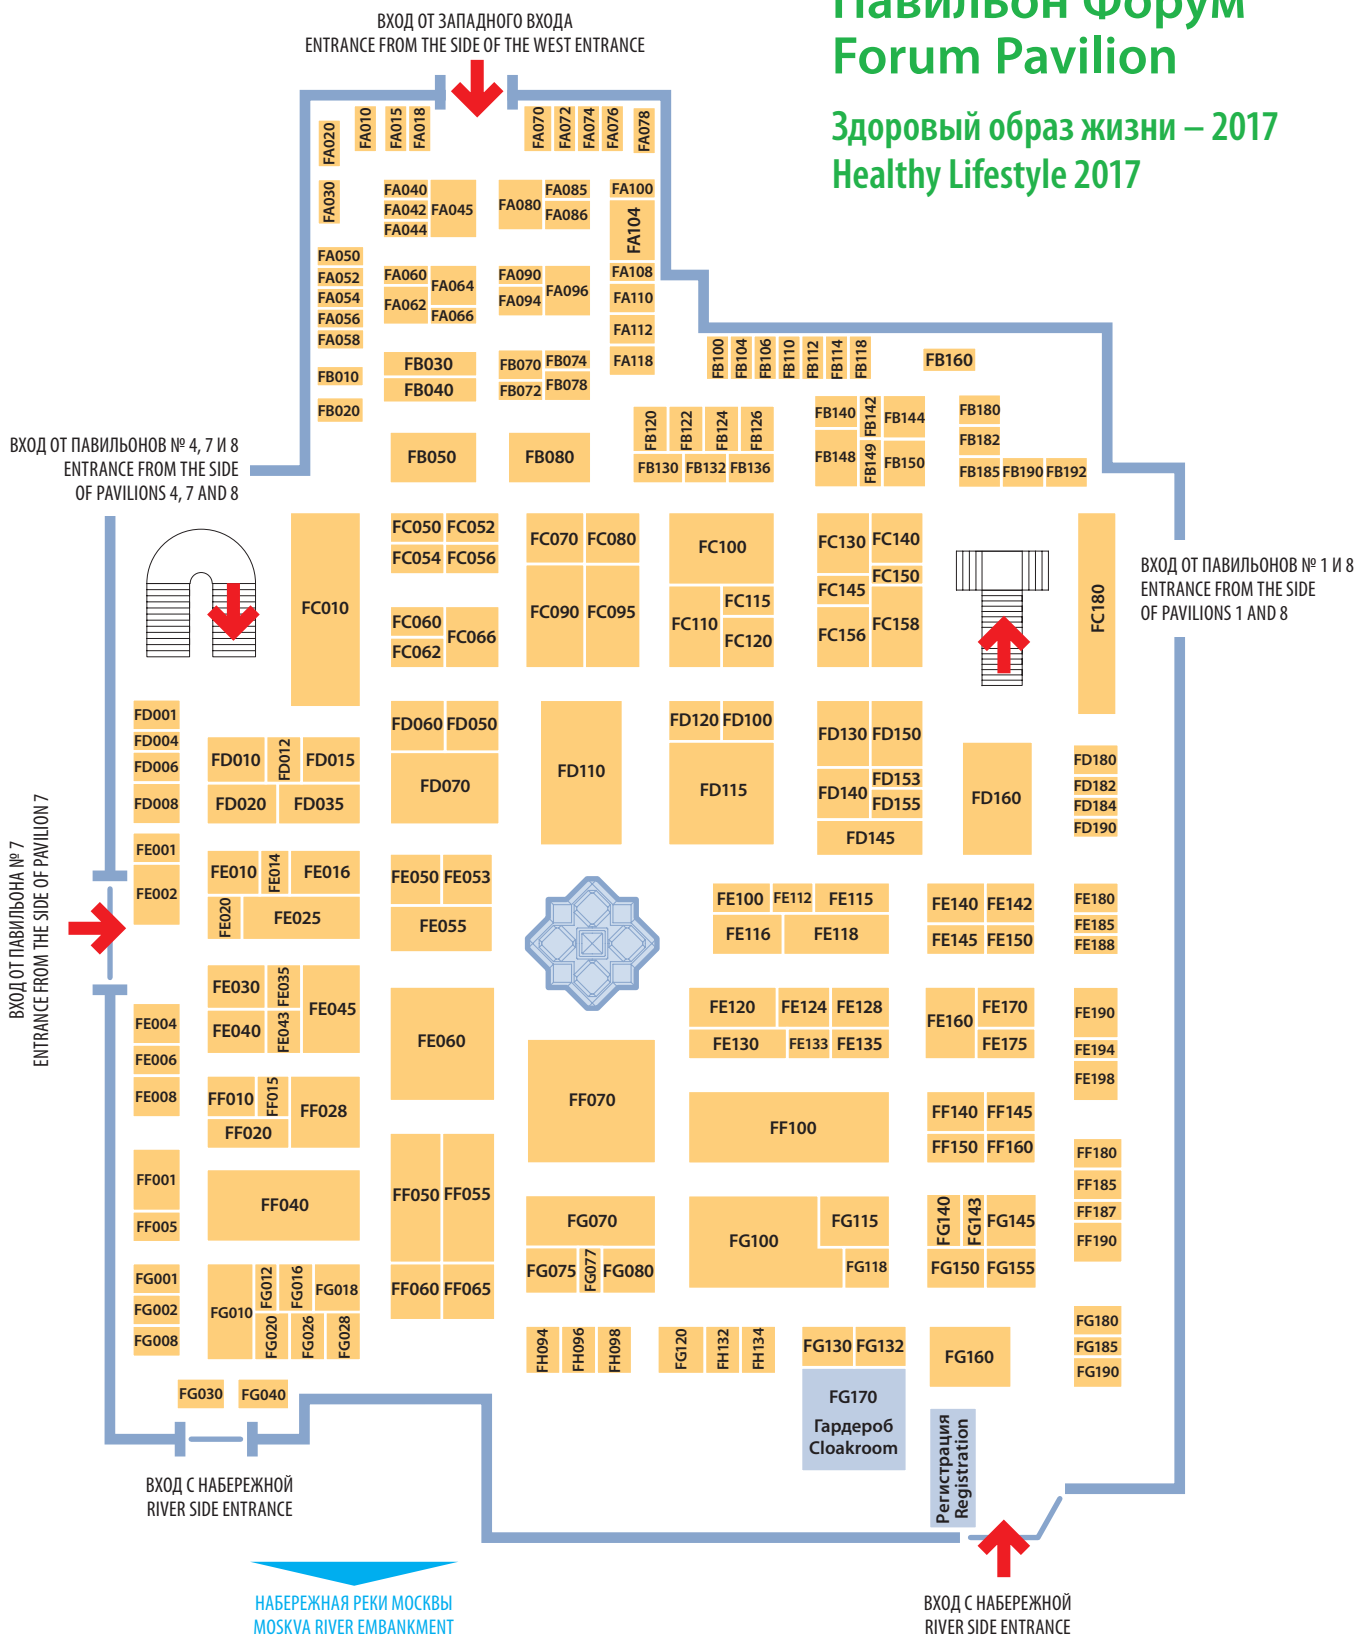 Павильон Форум
Forum Pavilion
Здоровый образ жизни – 2017
Healthy Lifestyle 2017
ВХОД ОТ ЗАПАДНОГО ВХОДА
ENTRANCE FROM THE SIDE OF THE WEST ENTRANCE
FA010
FA015
FA018
FA020
FA030
FA070
FA072
FA074
FA076
FA078
FA040
FA042
FA044
FA045
FA080
FA085
FA086
FA100
FA104
FA050
FA052
FA054
FA056
FA058
FA060
FA062
FA064
FA066
FA090
FA094
FA096
FA108
FA110
FA112
FA118
FB010
FB020
FB030
FB040
FB070
FB072
FB074
FB078
FB100
FB104
FB106
FB110
FB112
FB114
FB118
FB160
FB050
FB080
FB120
FB122
FB124
FB126
FB130
FB132
FB136
FB140
FB142
FB144
FB148
FB149
FB150
FB180
FB182
FB185
FB190
FB192
ВХОД ОТ ПАВИЛЬОНОВ № 4, 7 И 8
ENTRANCE FROM THE SIDE
OF PAVILIONS 4, 7 AND 8
ВХОД ОТ ПАВИЛЬОНОВ № 1 И 8
ENTRANCE FROM THE SIDE
OF PAVILIONS 1 AND 8
FC010
FC050
FC052
FC054
FC056
FC060
FC062
FC066
FC070
FC080
FC090
FC095
FC100
FC110
FC115
FC120
FC130
FC140
FC145
FC150
FC156
FC158
FC180
FD001
FD004
FD006
FD008
FD010
FD012
FD015
FD020
FD035
FD060
FD050
FD070
FD110
FD120
FD100
FD115
FD130
FD150
FD140
FD153
FD155
FD145
FD160
FD180
FD182
FD184
FD190
ВХОД ОТ ПАВИЛЬОНА № 7
ENTRANCE FROM THE SIDE OF PAVILION 7
FE001
FE002
FE010
FE014
FE016
FE020
FE025
FE050
FE053
FE055
FE100
FE112
FE115
FE116
FE118
FE140
FE142
FE145
FE150
FE180
FE185
FE188
FE004
FE006
FE008
FE030
FE035
FE040
FE043
FE045
FE060
FE120
FE124
FE128
FE130
FE133
FE135
FE160
FE170
FE175
FE190
FE194
FE198
FF001
FF005
FF010
FF015
FF020
FF028
FF040
FF050
FF055
FF060
FF065
FF070
FF100
FF140
FF145
FF150
FF160
FF180
FF185
FF187
FF190
FG001
FG002
FG008
FG010
FG012
FG016
FG018
FG020
FG026
FG028
FG030
FG040
FG070
FG075
FG077
FG080
FG100
FG115
FG118
FG140
FG143
FG145
FG150
FG155
FH094
FH096
FH098
FG120
FH132
FH134
FG130
FG132
FG160
FG180
FG185
FG190
FG170
Гардероб
Cloakroom
Регистрация
Registration
ВХОД С НАБЕРЕЖНОЙ
RIVER SIDE ENTRANCE
НАБЕРЕЖНАЯ РЕКИ МОСКВЫ
MOSKVA RIVER EMBANKMENT
ВХОД С НАБЕРЕЖНОЙ
RIVER SIDE ENTRANCE